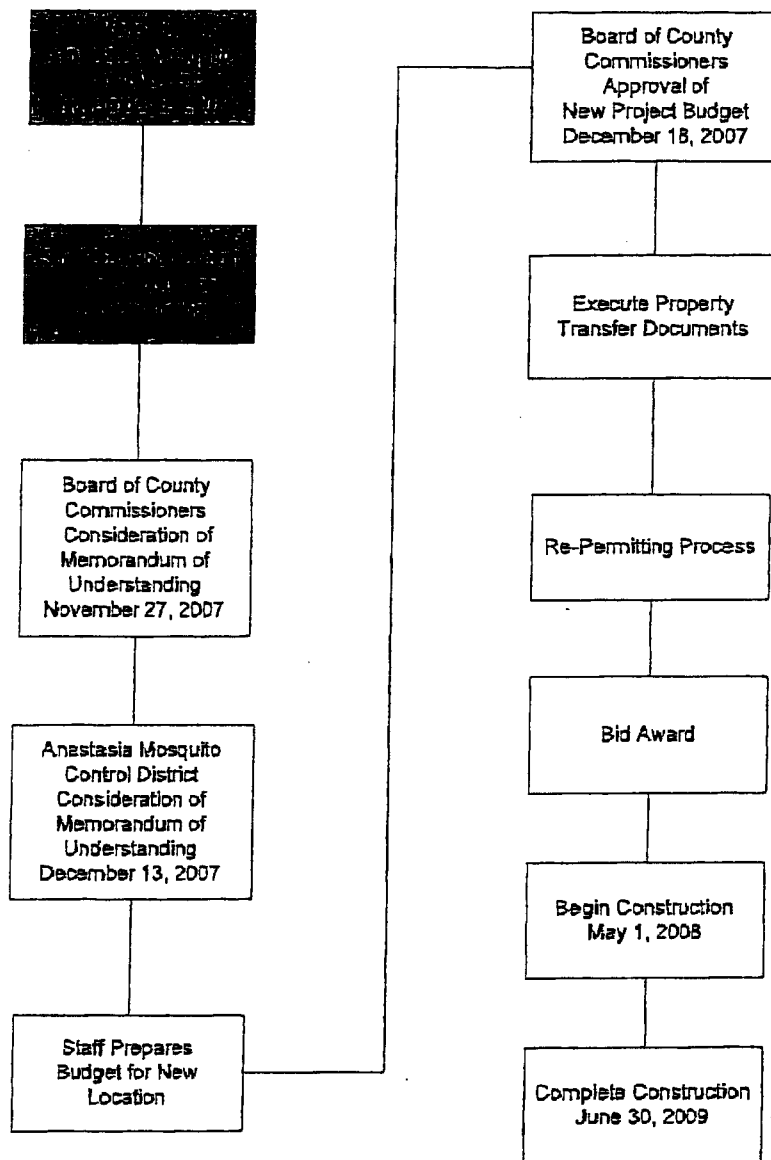 Board of County
Commissioners
Consideration of
Memorandum of
Understanding
November 27, 2007
Anastasia Mosquito
Control District
Consideration of
Memorandum of
Understanding
December 13, 2007
Staff Prepares
Budget for New
Location
Board of County
Commissioners
Approval of
New Project Budget
December 18, 2007
Execute Property
Transfer Documents
Re-Permitting Process
Bid Award
Begin Construction
May 1, 2008
Complete Construction
June 30, 2009